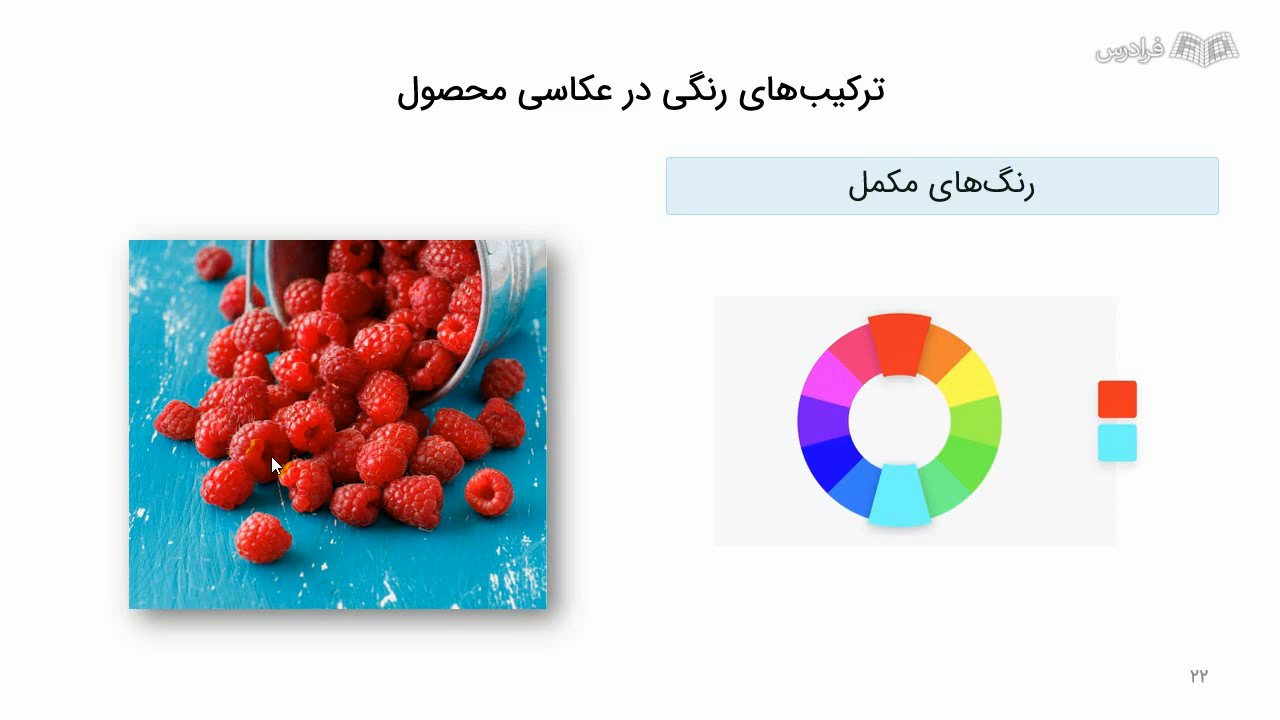 فرادرس
ترکیب‌های رنگی در عکاسی محصول
رنگ‌های مکمل
۲۲